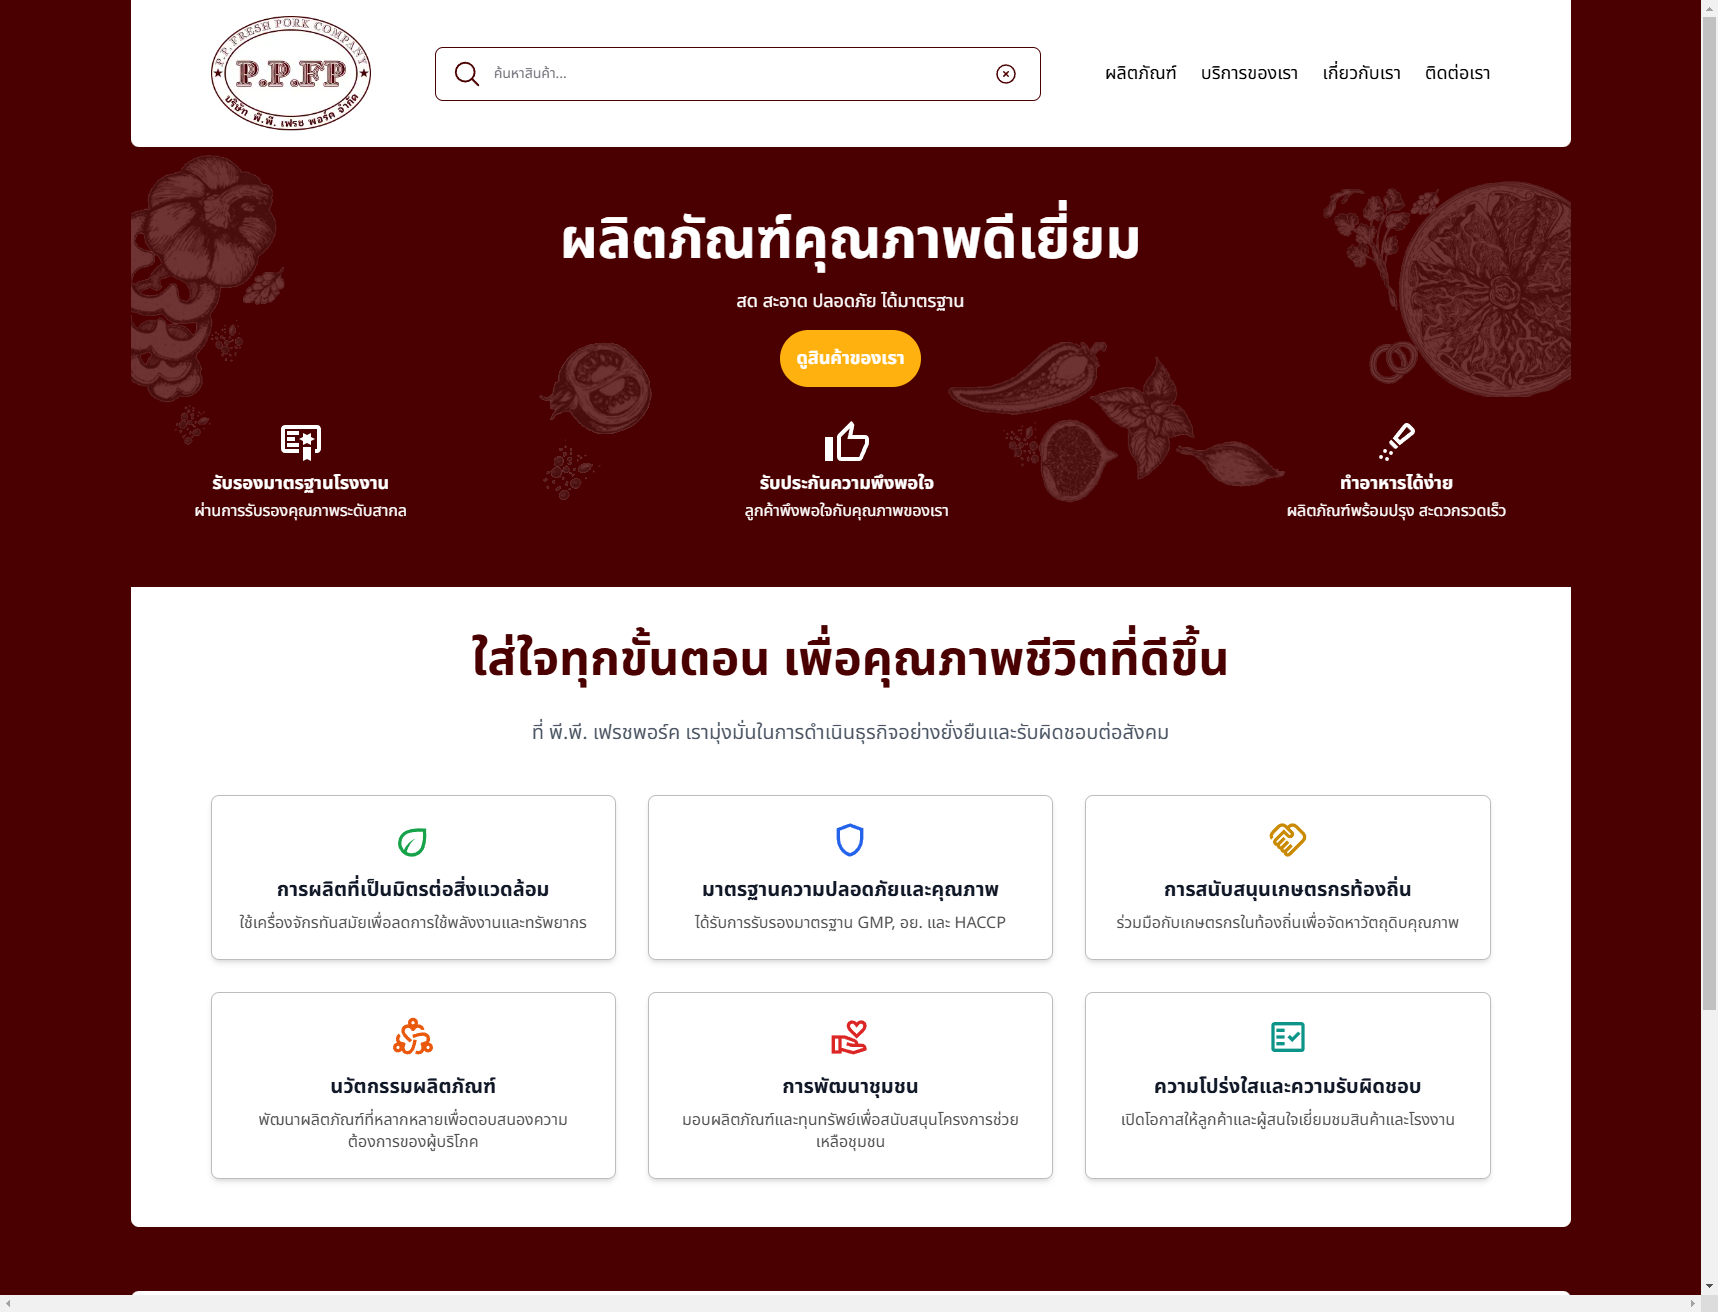 P.P.FRESH PORK COMPANY
P.P.FP
บริษัท พี.พี. เฟรช พอร์ค จำกัด
ค้นหาสินค้า...
ผลิตภัณฑ์ บริการของเรา เกี่ยวกับเรา ติดต่อเรา
ผลิตภัณฑ์คุณภาพดีเยี่ยม
สด สะอาด ปลอดภัย ได้มาตรฐาน
ดูสินค้าของเรา
รับรองมาตรฐานโรงงาน
ผ่านการรับรองคุณภาพระดับสากล
รับประกันความพึงพอใจ
ลูกค้าพึงพอใจกับคุณภาพของเรา
ทำอาหารได้ง่าย
ผลิตภัณฑ์พร้อมปรุง สะดวกรวดเร็ว
ใส่ใจทุกขั้นตอน เพื่อคุณภาพชีวิตที่ดีขึ้น
ที่ พี.พี. เฟรชพอร์ค เรามุ่งมั่นในการดำเนินธุรกิจอย่างยั่งยืนและรับผิดชอบต่อสังคม
การผลิตที่เป็นมิตรต่อสิ่งแวดล้อม
ใช้เครื่องจักรทันสมัยเพื่อลดการใช้พลังงานและทรัพยากร
มาตรฐานความปลอดภัยและคุณภาพ
ได้รับการรับรองมาตรฐาน GMP, อย. และ HACCP
การสนับสนุนเกษตรกรท้องถิ่น
ร่วมมือกับเกษตรกรในท้องถิ่นเพื่อจัดหาวัตถุดิบคุณภาพ
นวัตกรรมผลิตภัณฑ์
พัฒนาผลิตภัณฑ์ที่หลากหลายเพื่อตอบสนองความ
ต้องการของผู้บริโภค
การพัฒนาชุมชน
มอบผลิตภัณฑ์และทุนทรัพย์เพื่อสนับสนุนโครงการช่วย
เหลือชุมชน
ความโปร่งใสและความรับผิดชอบ
เปิดโอกาสให้ลูกค้าและผู้สนใจเยี่ยมชมสินค้าและโรงงาน